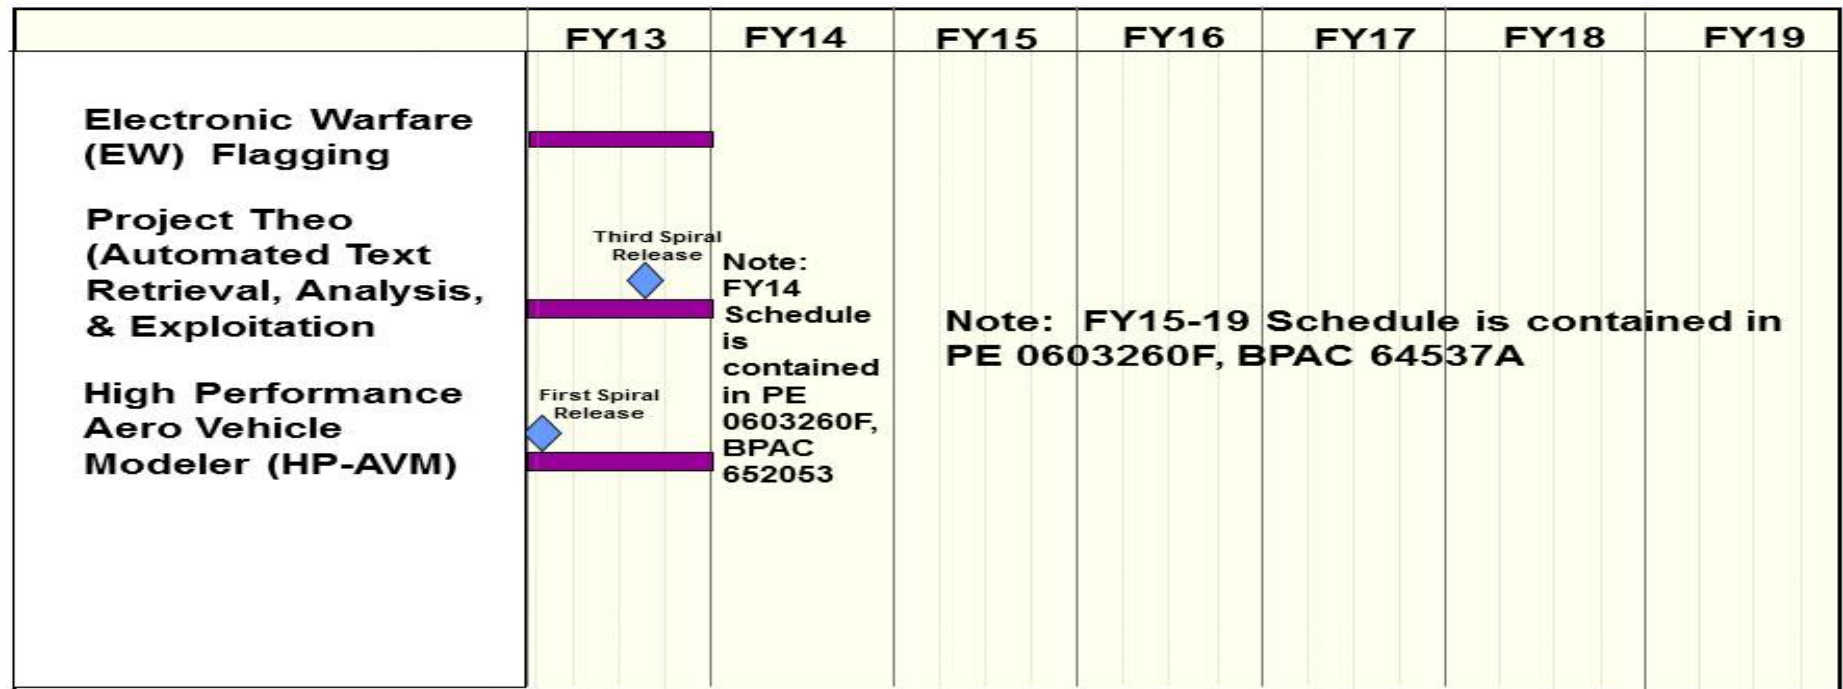 FY13 FY14 FY15 FY16 FY17 FY18 FY19
Electronic Warfare
(EW) Flagging
Project Theo
(Automated Text
Retrieval, Analysis,
& Exploitation
Third Spiral
Release
High Performance
Aero Vehicle
Modeler (HP-AVM)
First Spiral
Release
Note:
FY14
Schedule
is
contained
in PE
0603260F,
BPAC
652053
Note: FY15-19 Schedule is contained in
PE 0603260F, BPAC 64537A